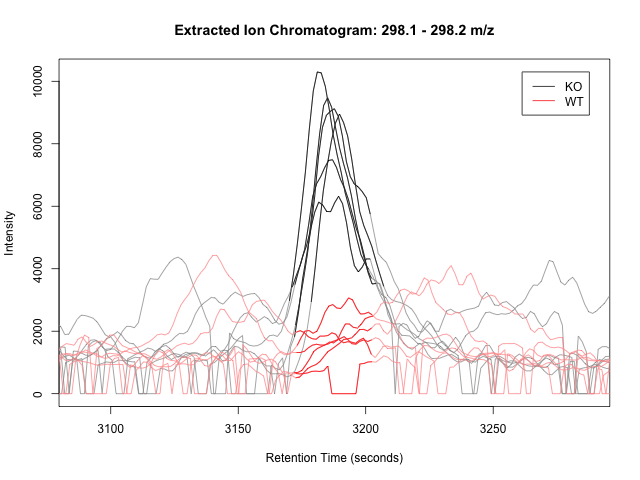 Extracted Ion Chromatogram: 298.1 - 298.2 m/z
KO
WT
Intensity
10000
8000
6000
4000
2000
0
3100 3150 3200 3250
Retention Time (seconds)